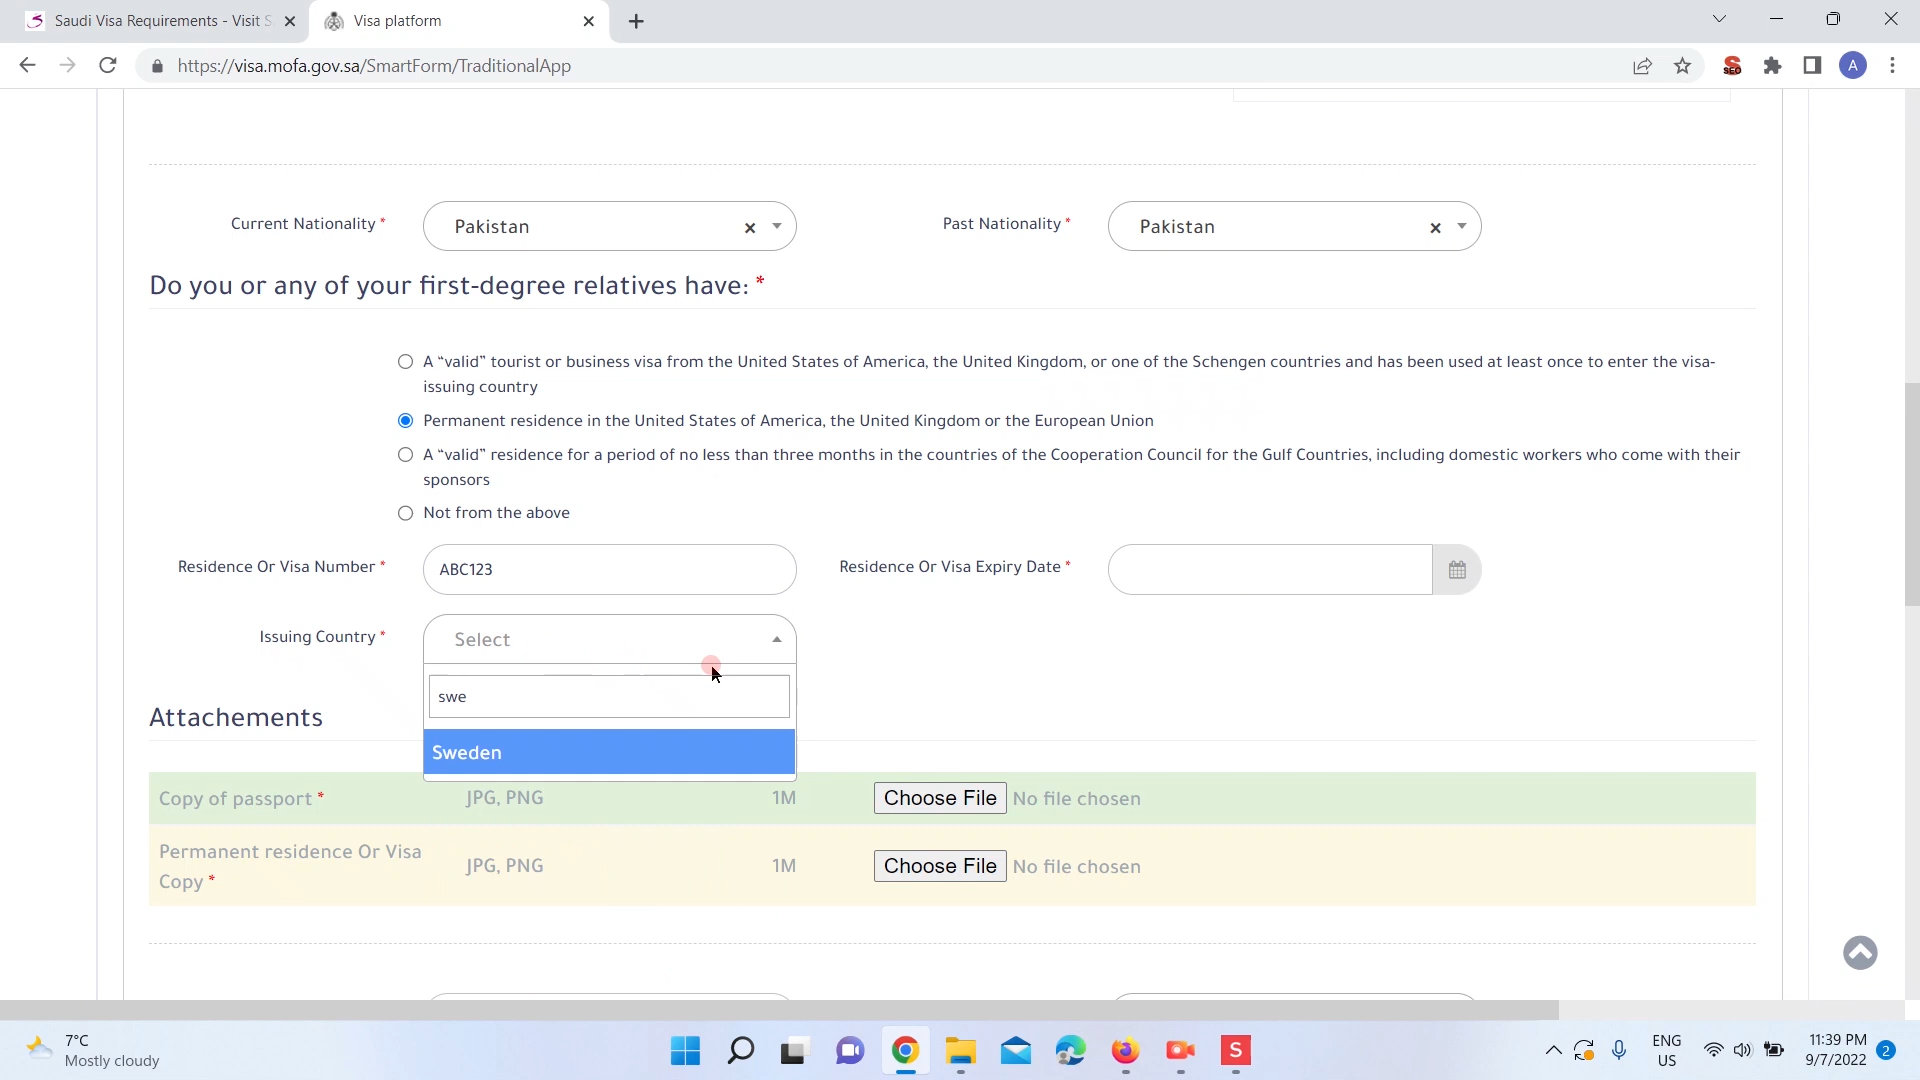 Saudi Visa Requirements - Visit S
Visa platform
https://visa.mofa.gov.sa/SmartForm/TraditionalApp
SEO
A
Current Nationality *
Pakistan
Past Nationality *
Pakistan
Do you or any of your first-degree relatives have: *
A “valid” tourist or business visa from the United States of America, the United Kingdom, or one of the Schengen countries and has been used at least once to enter the visa-
issuing country
Permanent residence in the United States of America, the United Kingdom or the European Union
A “valid” residence for a period of no less than three months in the countries of the Cooperation Council for the Gulf Countries, including domestic workers who come with their
sponsors
Not from the above
Residence Or Visa Number *
ABC123
Residence Or Visa Expiry Date *
Issuing Country *
Select
swe
Sweden
Attachements
Copy of passport *
JPG, PNG
1M
Choose File
No file chosen
Permanent residence Or Visa
Copy *
JPG, PNG
1M
Choose File
No file chosen
7°C
Mostly cloudy
S
ENG
US
11:39 PM
9/7/2022
2